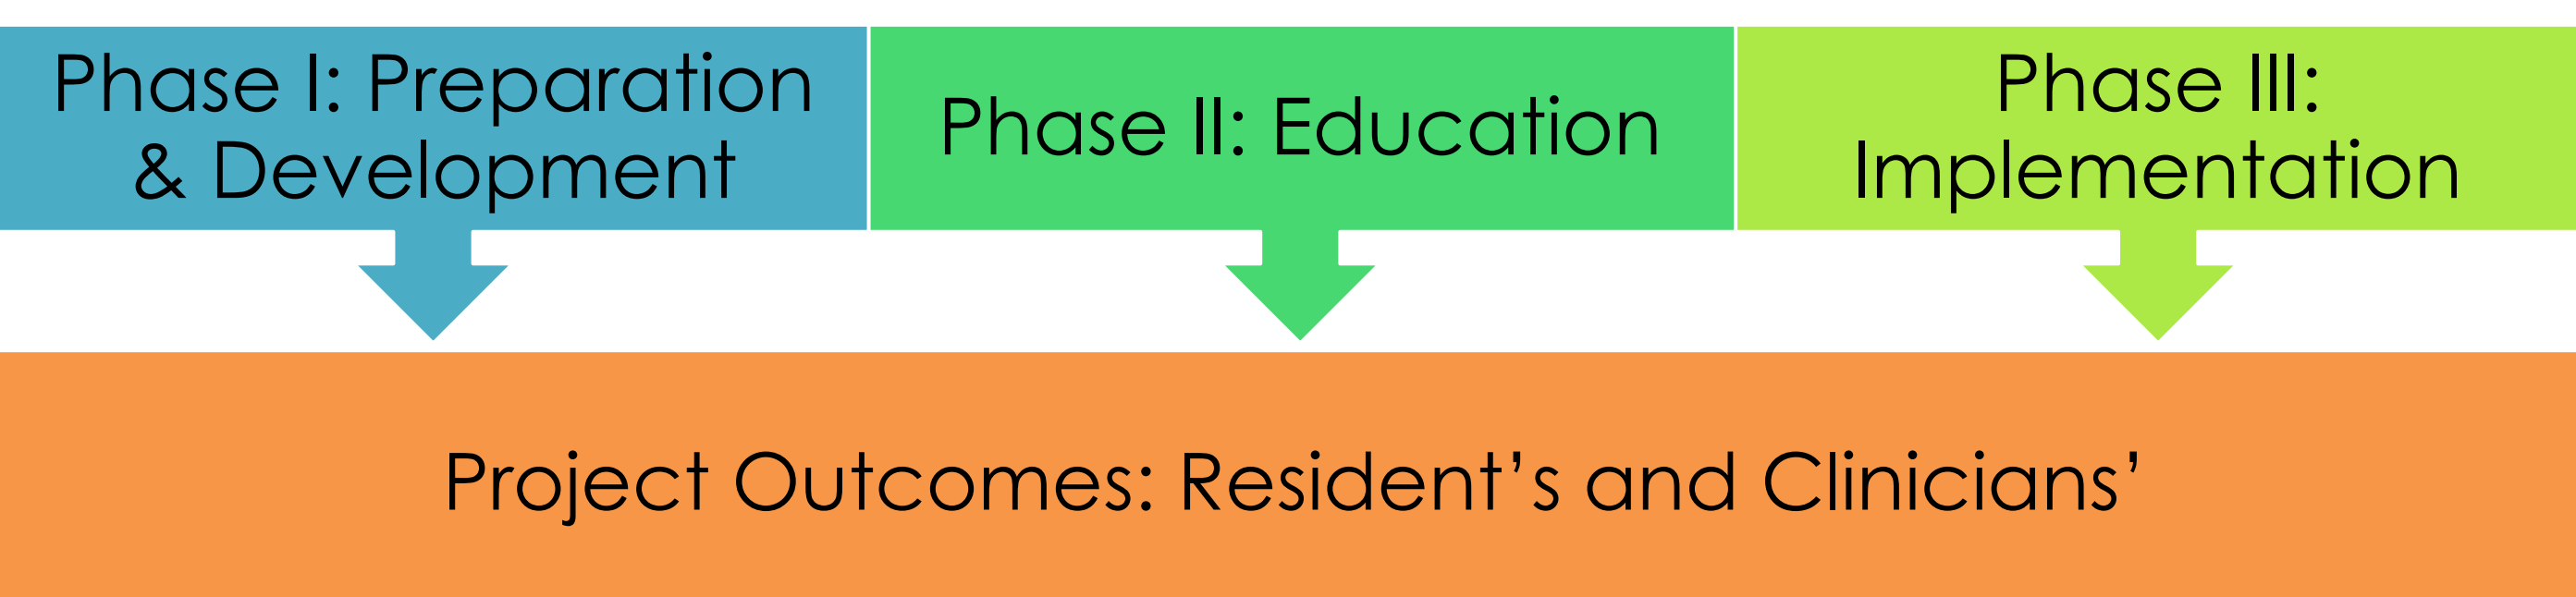 Phase I: Preparation
& Development
Phase II: Education
Phase III:
Implementation
Project Outcomes: Resident’s and Clinicians’